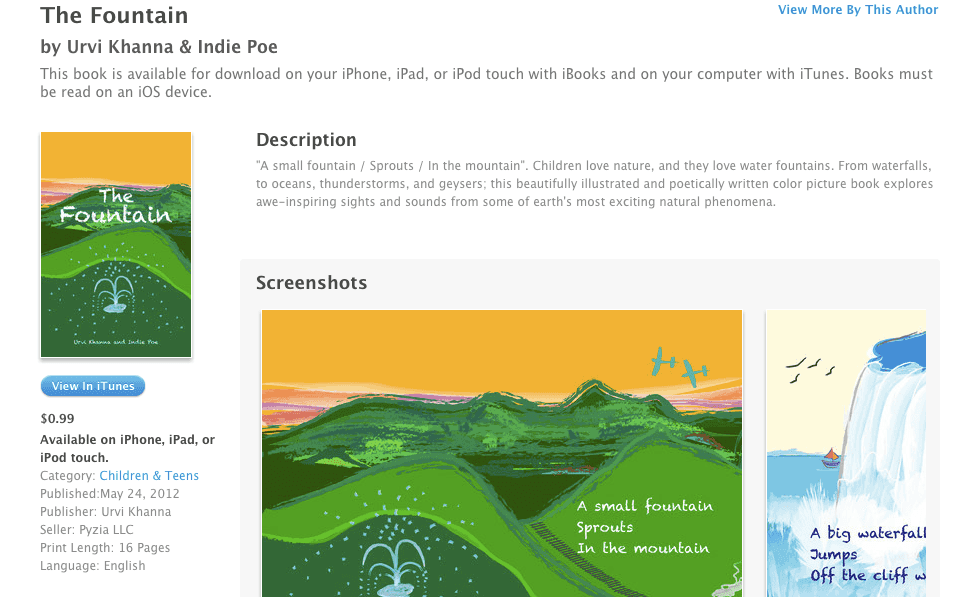 The Fountain
View More By This Author
by Urvi Khanna & Indie Poe
This book is available for download on your iPhone, iPad, or iPod touch with iBooks and on your computer with iTunes. Books must
be read on an iOS device.
The
Fountain
Urvi Khanna and Indie Poe
View In iTunes
$0.99
Available on iPhone, iPad, or
iPod touch.
Category: Children & Teens
Published:May 24, 2012
Publisher: Urvi Khanna
Seller: Pyzia LLC
Print Length: 16 Pages
Language: English
Description
"A small fountain / Sprouts / In the mountain". Children love nature, and they love water fountains. From waterfalls,
to oceans, thunderstorms, and geysers; this beautifully illustrated and poetically written color picture book explores
awe-inspiring sights and sounds from some of earth's most exciting natural phenomena.
Screenshots
A small fountain
Sprouts
In the mountain
A big waterfall
Jumps
Off the cliff w